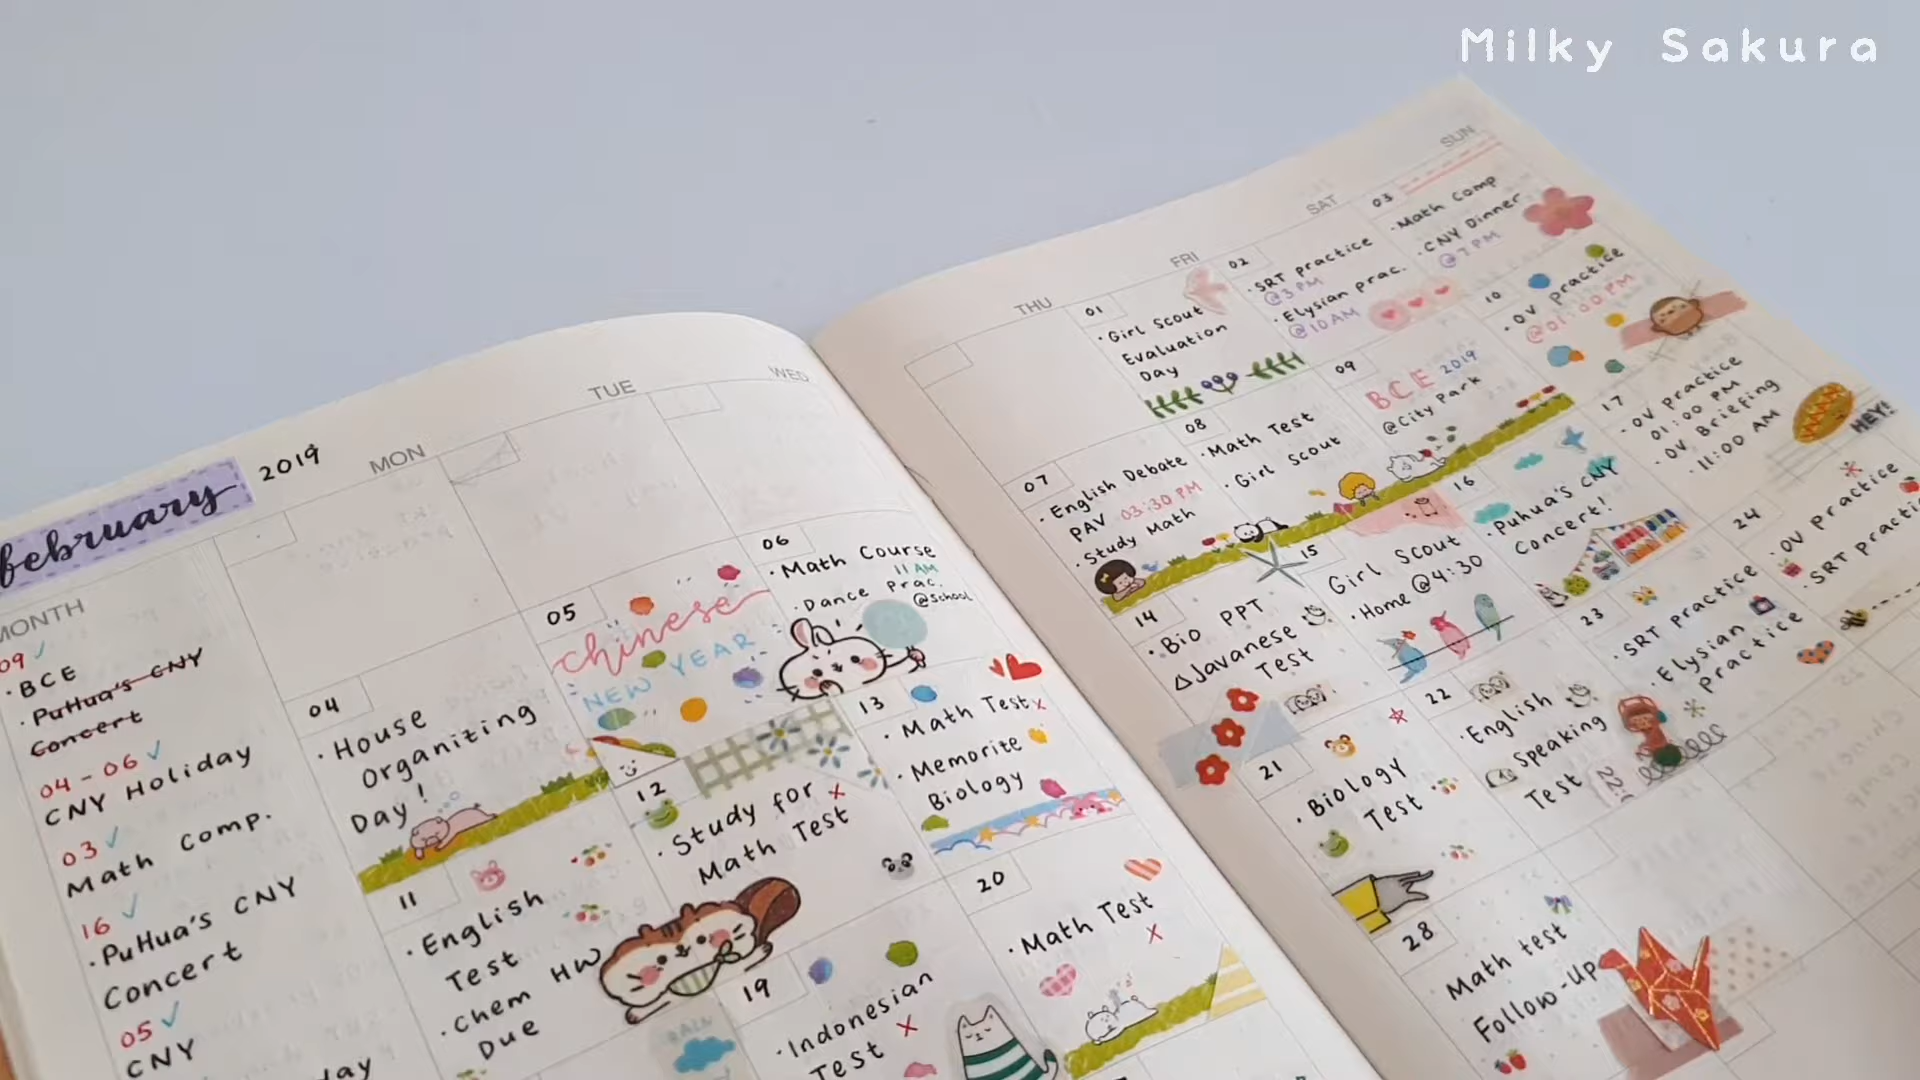 Milky Sakura
february 2019
MONTH
09 ✓
· BCE
· PuHua's CNY
Concert
04 - 06 ✓
CNY Holiday
03 ✓
Math Comp.
16 ✓
· PuHua's CNY
Concert
05 ✓
CNY
MON
TUE
WED
04
· House
Organizing
Day!
05
chinese
NEW YEAR
06
· Math Course
11 AM
· Dance prac.
@School
11
· English
Test
· Chem HW
Due
12
· Study for
Math Test
13
· Math Test
· Memorite
Biology
19
· Indonesian
Test
20
· Math Test
THU
FRI
SAT
SUN
01
· Girl Scout
Evaluation
Day
02
· SRT practice
@3 PM
· Elysian prac.
@10 AM
03
· Math Comp
· CNY Dinner
@7 PM
07
· English Debate
PAV 03:30 PM
· Study Math
08
· Math Test
· Girl Scout
09
BCE 2019
@City Park
10
· OV practice
@01:00 PM
14
· Bio PPT
△Javanese
Test
15
Girl Scout
· Home @4:30
16
· Puhua's CNY
Concert!
17
· OV practice
01:00 PM
· OV Briefing
· 11:00 AM
HEY!
21
· Biology
Test
22
· English
Speaking
Test
22
23
· SRT practice
· Elysian
practice
24
· OV practice
· SRT practi
28
Math test
Follow-up